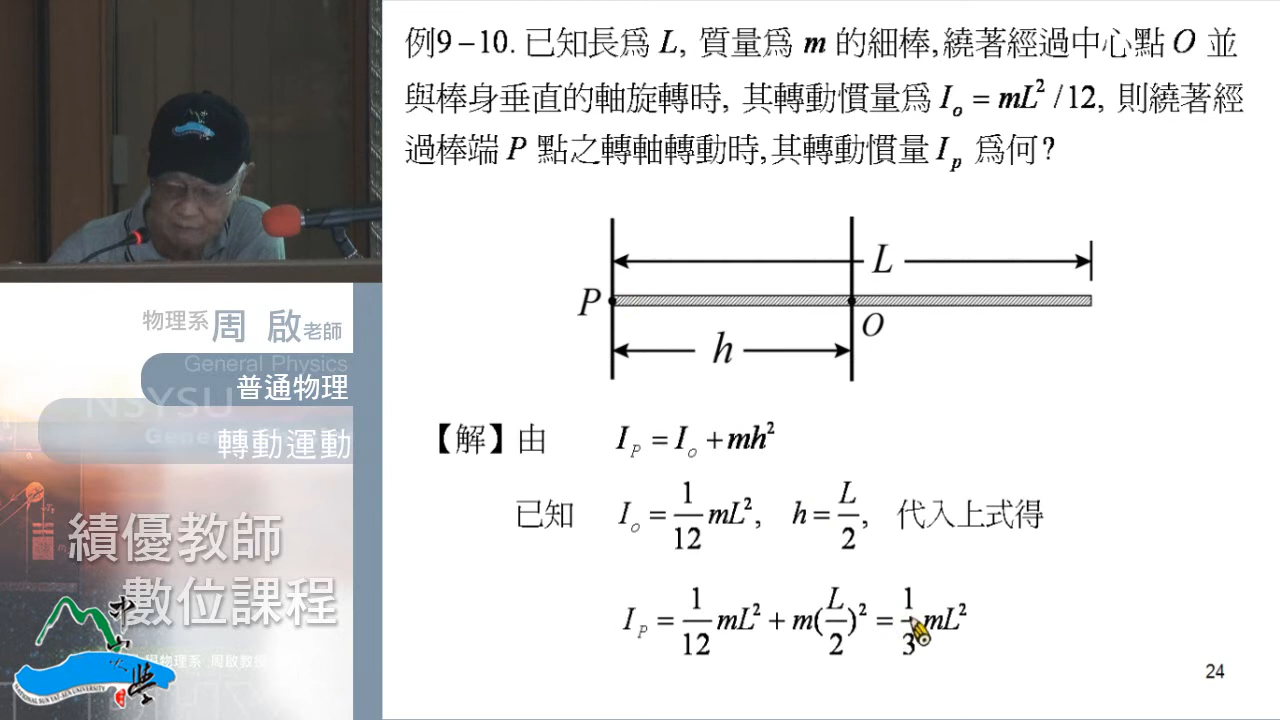 例9－10. 已知長爲 L, 質量爲 m 的細棒,繞著經過中心點 O 並
與棒身垂直的軸旋轉時, 其轉動慣量爲 I_o = mL² / 12, 則繞著經
過棒端 P 點之轉軸轉動時,其轉動慣量 I_p 爲何?
L
P
O
h
【解】由 I_P = I_o + mh²
已知 I_o = 1/12 mL², h = L/2, 代入上式得
I_P = 1/12 mL² + m(L/2)² = 1/3 mL²
24
物理系 周 啟 老師
General Physics
普通物理
NSYSU
轉動運動
績優教師
數位課程
NATIONAL SUN YAT-SEN UNIVERSITY